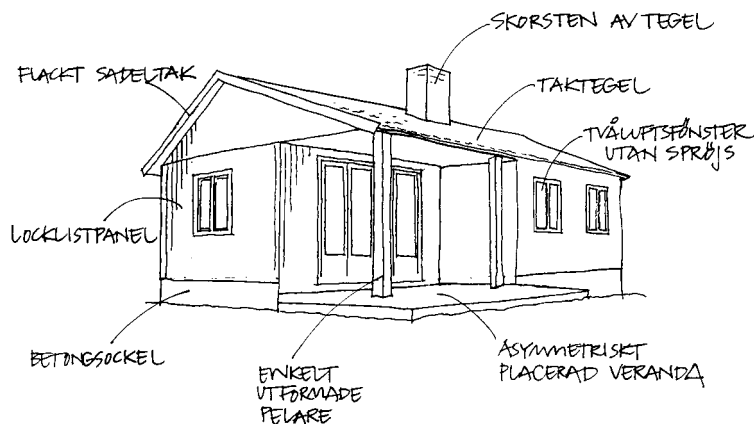 SKORSTEN AV TEGEL
FLACKT SADELTAK
TAKTEGEL
TVÅLUFTSFÖNSTER
UTAN SPRÖJS
LOCKLISTPANEL
BETONGSOCKEL
ENKELT
UTFORMADE
PELARE
ASYMMETRISKT
PLACERAD VERANDA